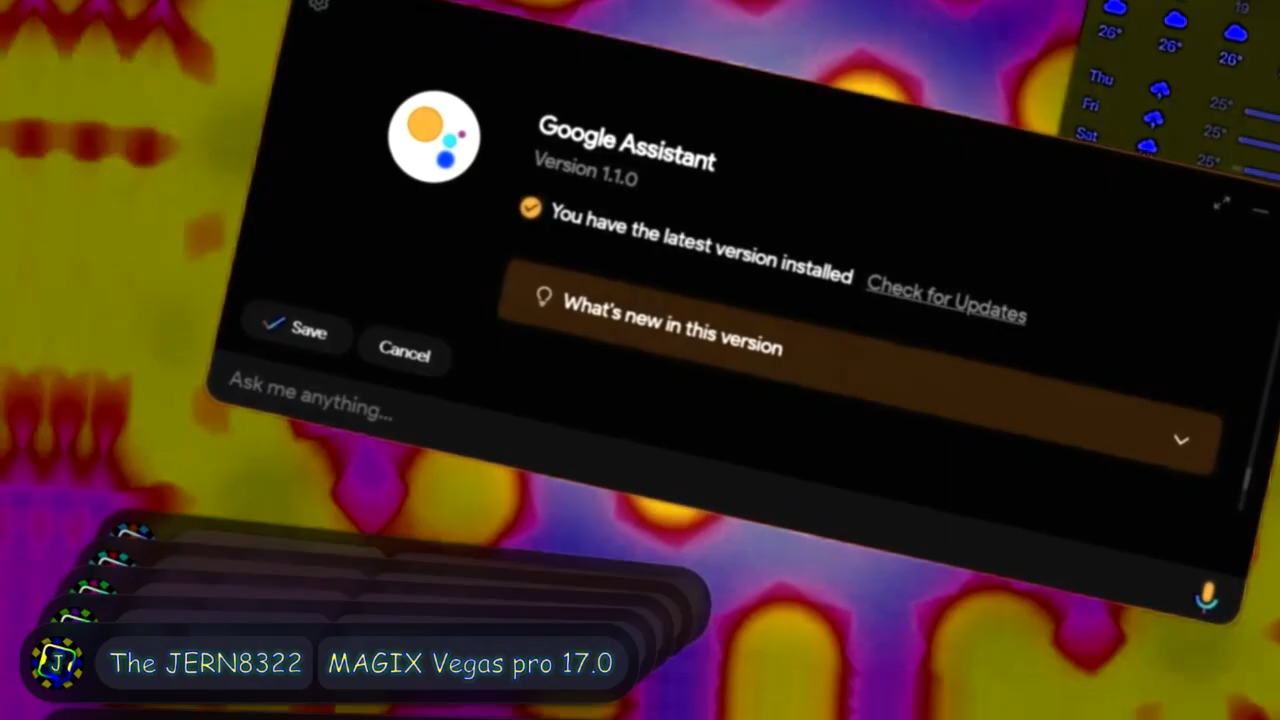 19
26° 26° 26°
Thu 25°
Fri 25°
Sat 25°
Google Assistant
Version 1.1.0
You have the latest version installed Check for Updates
What's new in this version
Save Cancel
Ask me anything...
J The JERN8322 MAGIX Vegas pro 17.0